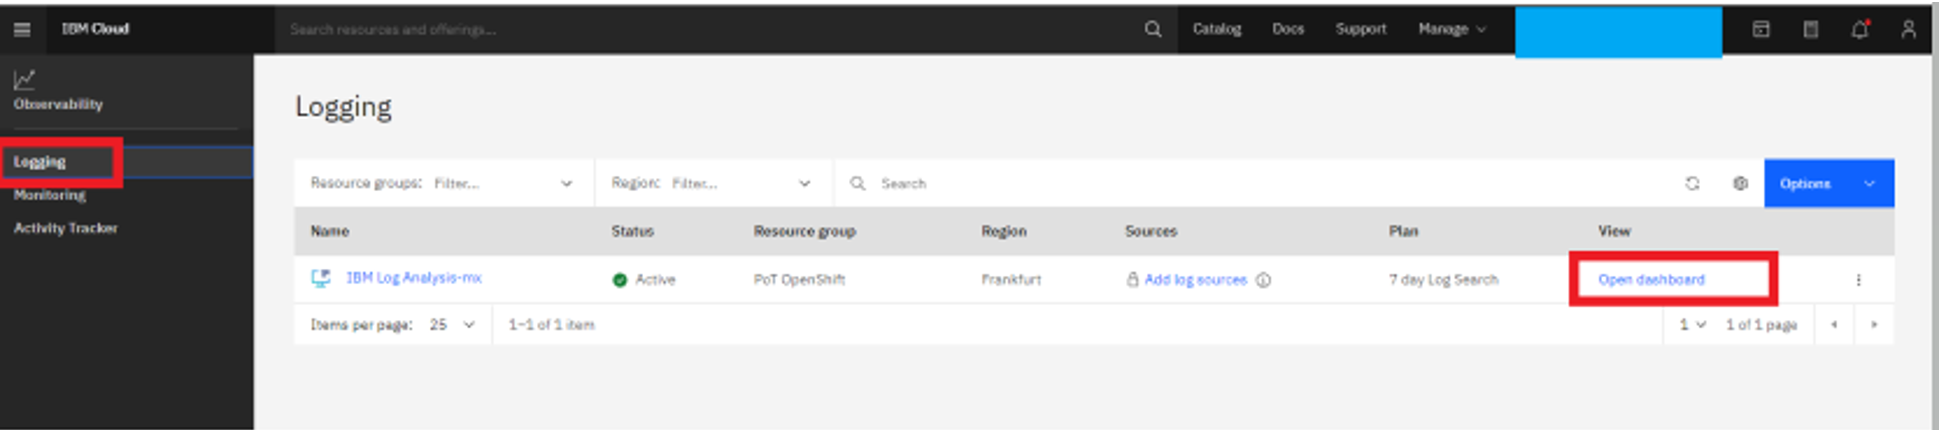 IBM Cloud
Search resources and offerings...
Catalog
Docs
Support
Manage
Observability
Logging
Monitoring
Activity Tracker
Logging
Resource groups: Filter...
Region: Filter...
Search
Options
Name Status Resource group Region Sources Plan View
IBM Log Analysis-mx Active PoT OpenShift Frankfurt Add log sources 7 day Log Search Open dashboard
Items per page: 25 1–1 of 1 item 1 1 of 1 page